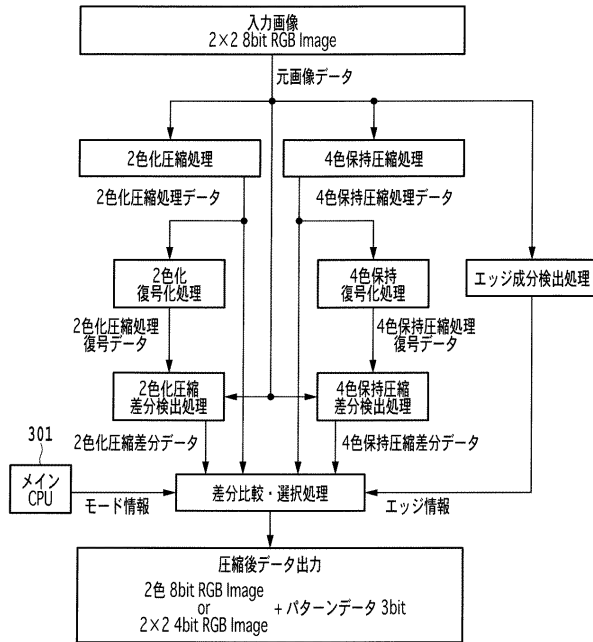 入力画像
2×2 8bit RGB Image
元画像データ
2色化圧縮処理
4色保持圧縮処理
2色化圧縮処理データ
4色保持圧縮処理データ
2色化
復号化処理
4色保持
復号化処理
エッジ成分検出処理
2色化圧縮処理
復号データ
4色保持圧縮処理
復号データ
2色化圧縮
差分検出処理
4色保持圧縮
差分検出処理
301
2色化圧縮差分データ
4色保持圧縮差分データ
メイン
CPU
モード情報
差分比較・選択処理
エッジ情報
圧縮後データ出力
2色 8bit RGB Image
or
+ パターンデータ 3bit
2×2 4bit RGB Image